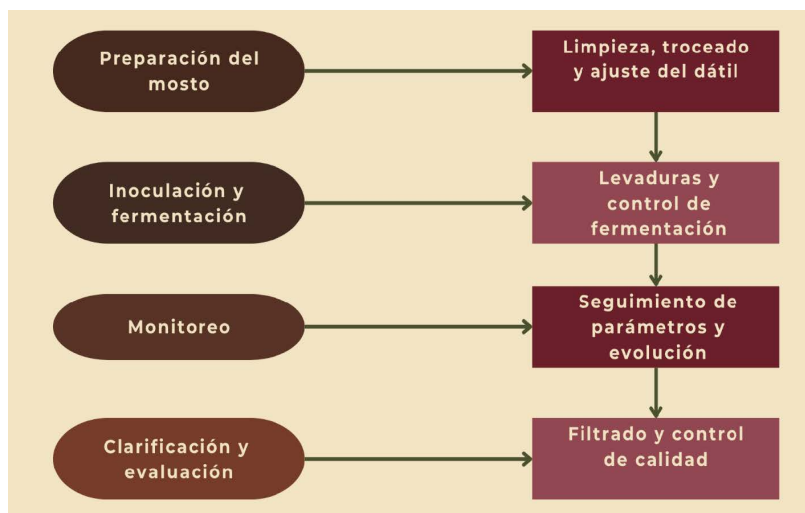 Preparación del
mosto
Limpieza, troceado
y ajuste del dátil
Inoculación y
fermentación
Levaduras y
control de
fermentación
Monitoreo
Seguimiento de
parámetros y
evolución
Clarificación y
evaluación
Filtrado y control
de calidad